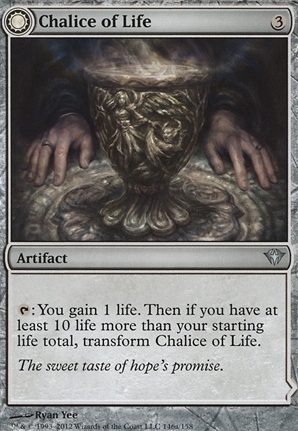 Chalice of Life 3
Artifact
: You gain 1 life. Then if you have at
least 10 life more than your starting
life total, transform Chalice of Life.
The sweet taste of hope's promise.
Ryan Yee
™ & © 1993–2012 Wizards of the Coast LLC 146a/158